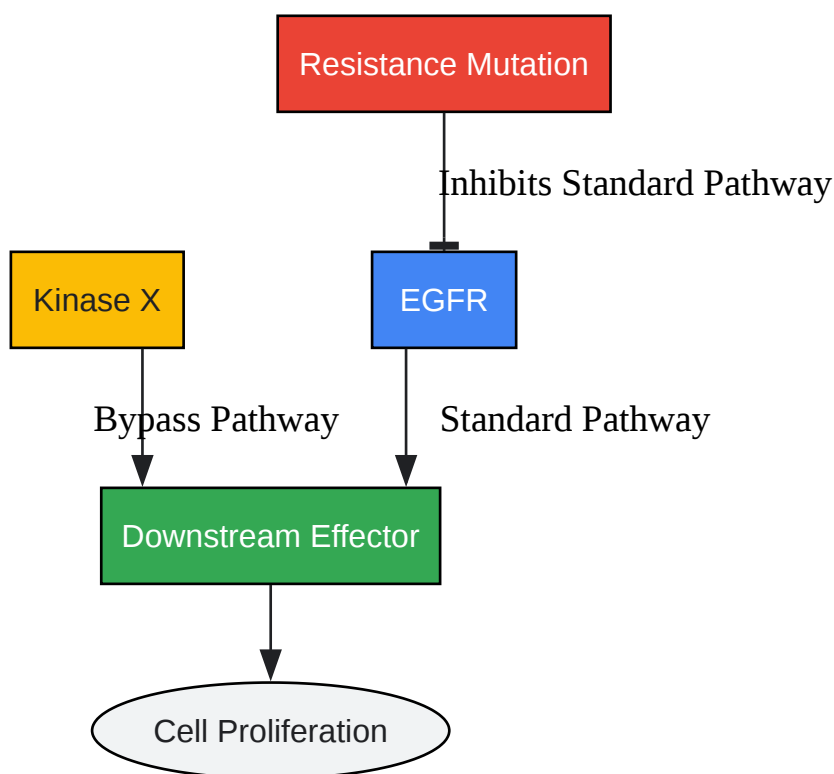 Resistance Mutation
Inhibits Standard Pathway
Kinase X
EGFR
Bypass Pathway
Standard Pathway
Downstream Effector
Cell Proliferation